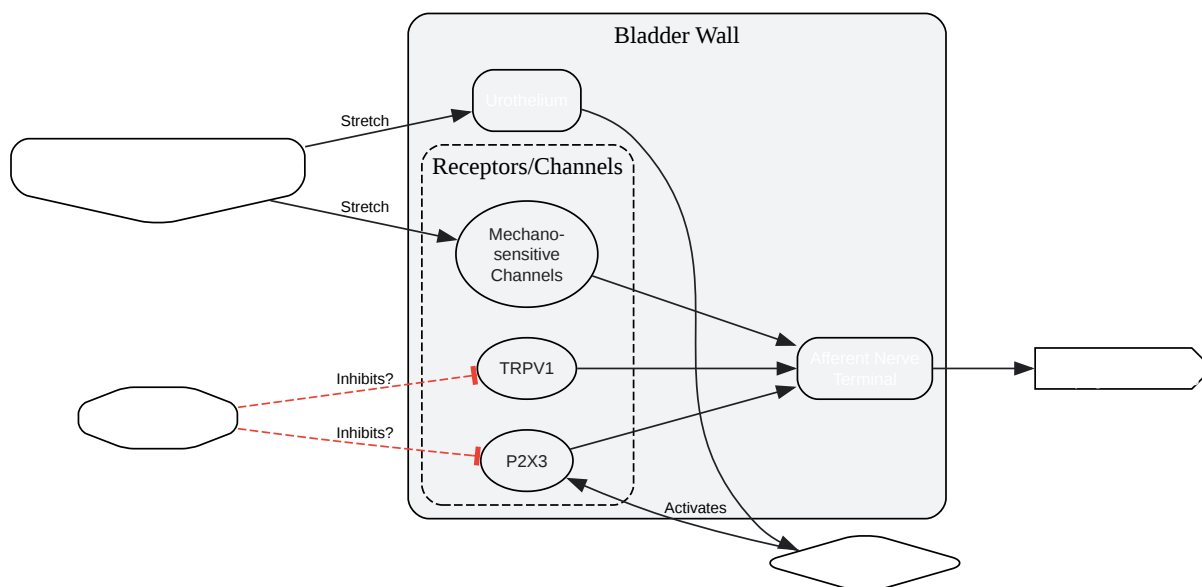 Bladder Wall
Urothelium
Stretch
Receptors/Channels
Stretch
Mechano-
sensitive
Channels
Afferent Nerve
Terminal
Inhibits?
TRPV1
Inhibits?
P2X3
Activates